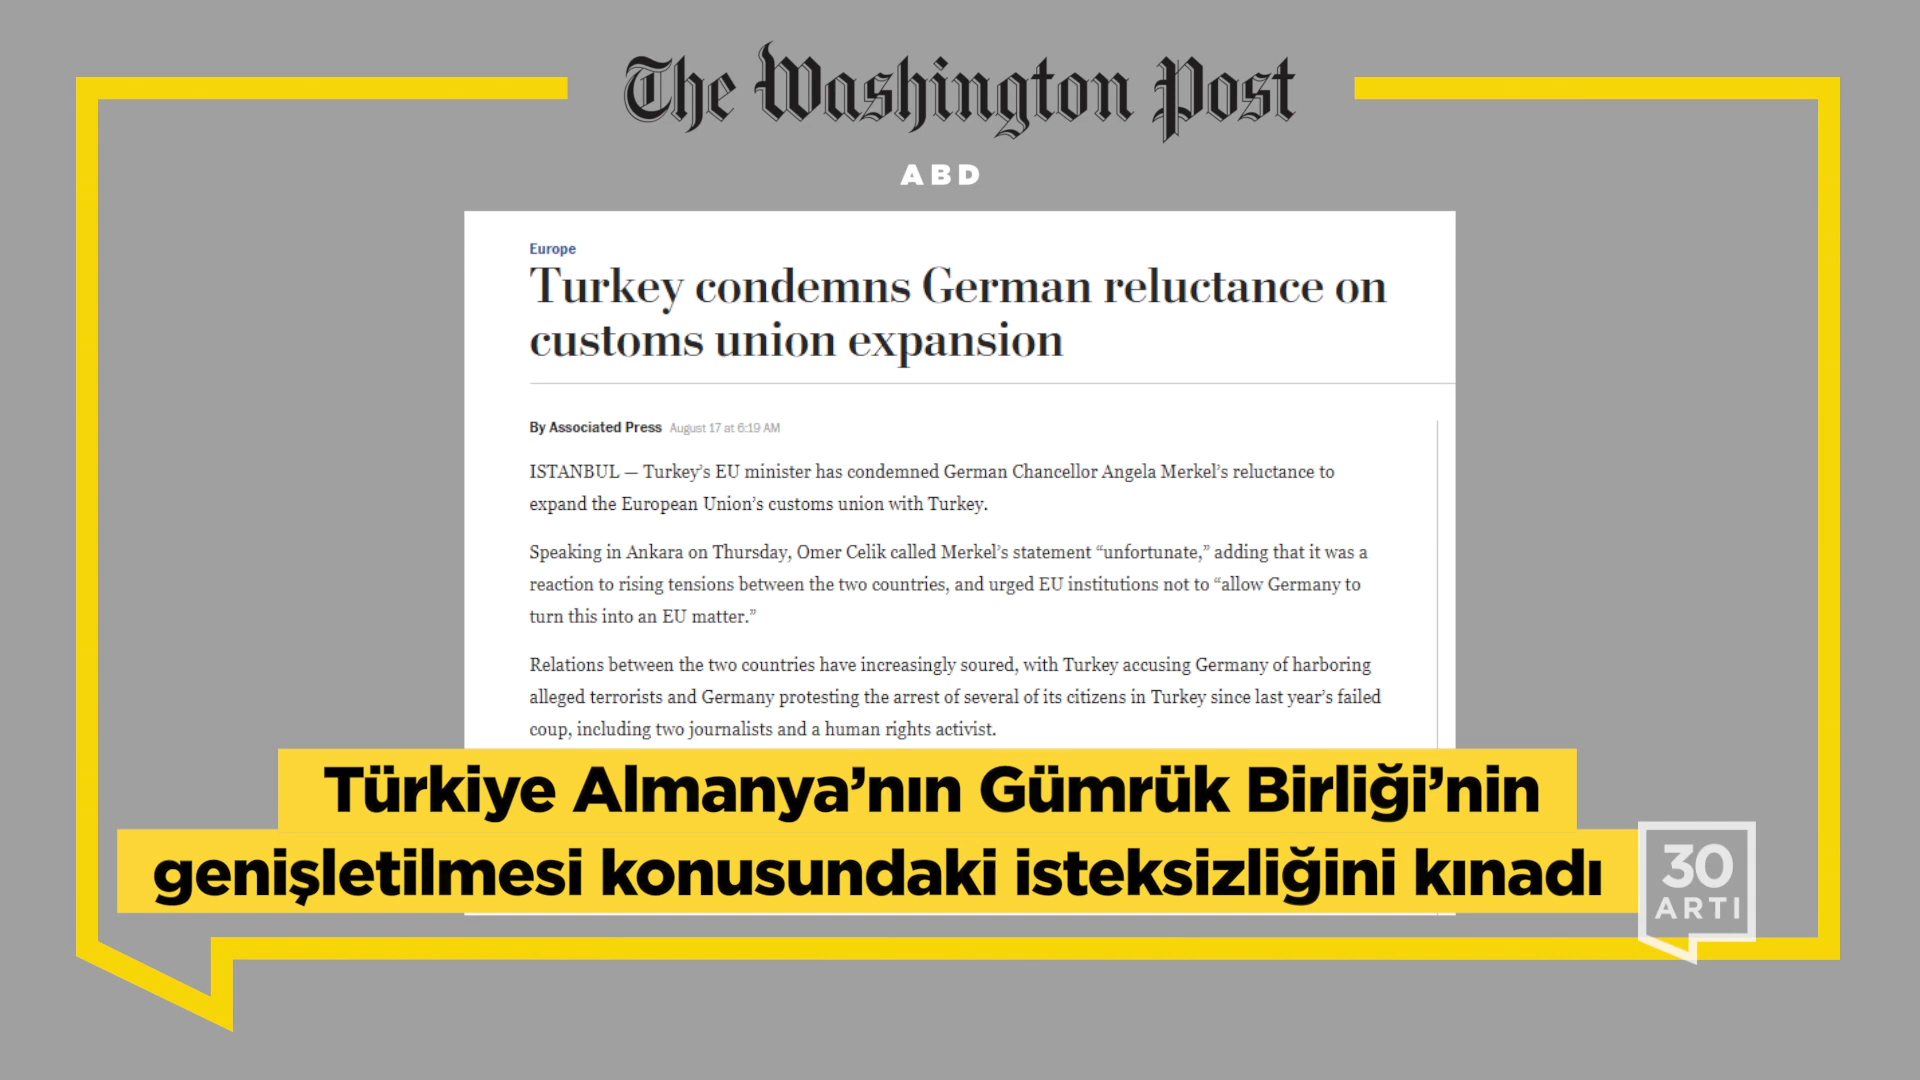 The Washington Post
ABD
Europe
Turkey condemns German reluctance on
customs union expansion
By Associated Press August 17 at 6:19 AM
ISTANBUL — Turkey’s EU minister has condemned German Chancellor Angela Merkel’s reluctance to
expand the European Union’s customs union with Turkey.
Speaking in Ankara on Thursday, Omer Celik called Merkel’s statement “unfortunate,” adding that it was a
reaction to rising tensions between the two countries, and urged EU institutions not to “allow Germany to
turn this into an EU matter.”
Relations between the two countries have increasingly soured, with Turkey accusing Germany of harboring
alleged terrorists and Germany protesting the arrest of several of its citizens in Turkey since last year’s failed
coup, including two journalists and a human rights activist.
Türkiye Almanya’nın Gümrük Birliği’nin
genişletilmesi konusundaki isteksizliğini kınadı
30
ARTI